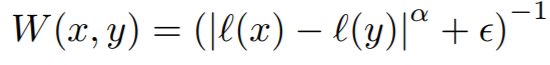 W(x, y) = (|ℓ(x) − ℓ(y)|^α + ϵ)^−1